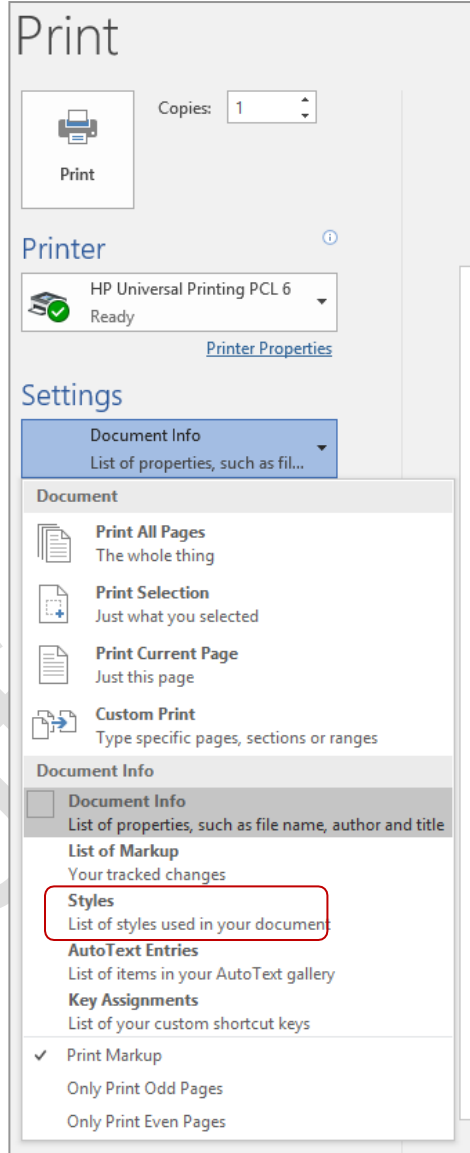 Print
Copies: 1
Print
Printer
HP Universal Printing PCL 6
Ready
Printer Properties
Settings
Document Info
List of properties, such as fil...
Document
Print All Pages
The whole thing
Print Selection
Just what you selected
Print Current Page
Just this page
Custom Print
Type specific pages, sections or ranges
Document Info
Document Info
List of properties, such as file name, author and title
List of Markup
Your tracked changes
Styles
List of styles used in your document
AutoText Entries
List of items in your AutoText gallery
Key Assignments
List of your custom shortcut keys
Print Markup
Only Print Odd Pages
Only Print Even Pages